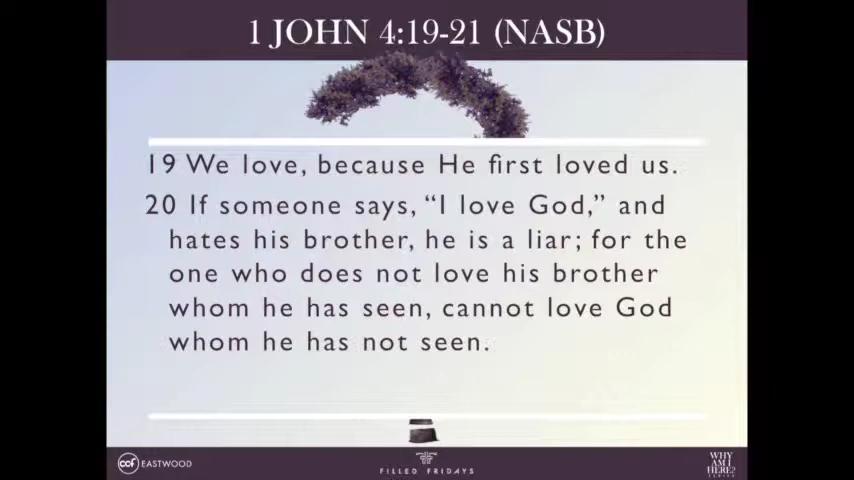 1 JOHN 4:19-21 (NASB)
19 We love, because He first loved us.
20 If someone says, “I love God,” and
hates his brother, he is a liar; for the
one who does not love his brother
whom he has seen, cannot love God
whom he has not seen.
ccf EASTWOOD
FILLED FRIDAYS
WHY
AM I
HERE?